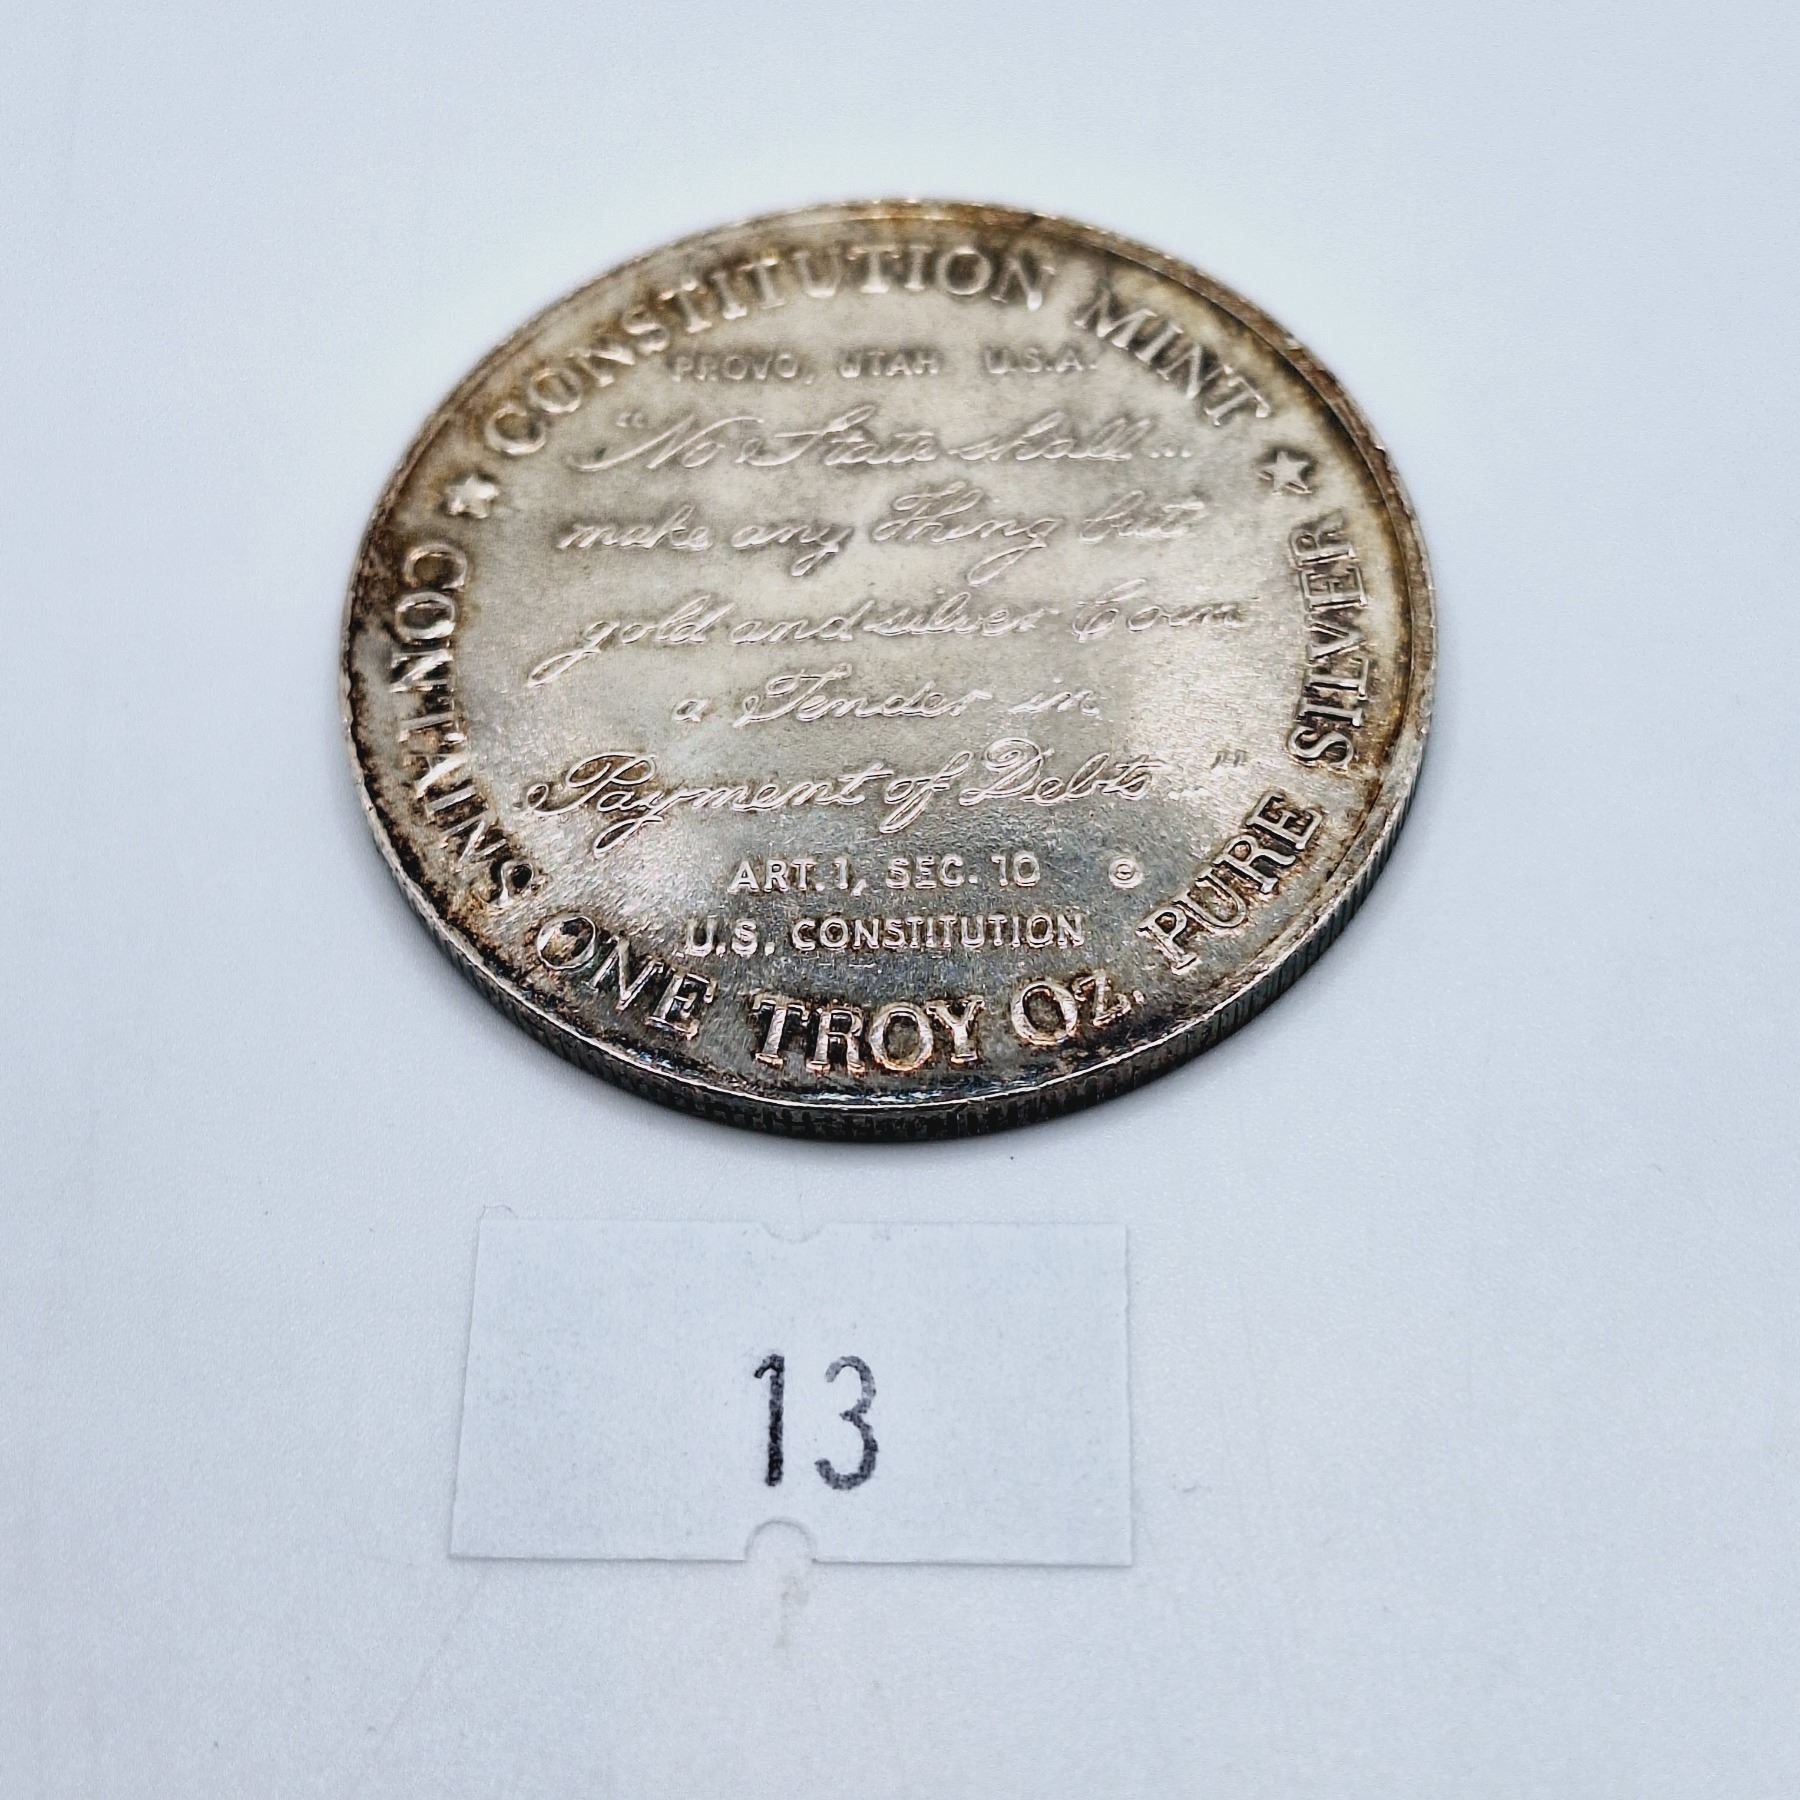 CONSTITUTION MINT
PROVO, UTAH U.S.A.
"No State shall...
make any Thing but
gold and silver Coin
a Tender in
Payment of Debts..."
ART. 1, SEC. 10 ©
U.S. CONSTITUTION
CONTAINS ONE TROY OZ. PURE SILVER
13